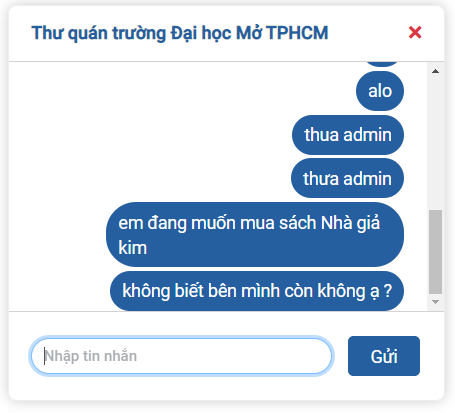 Thư quán trường Đại học Mở TPHCM
alo
thua admin
thưa admin
em đang muốn mua sách Nhà giả
kim
không biết bên mình còn không ạ ?
Nhập tin nhắn
Gửi